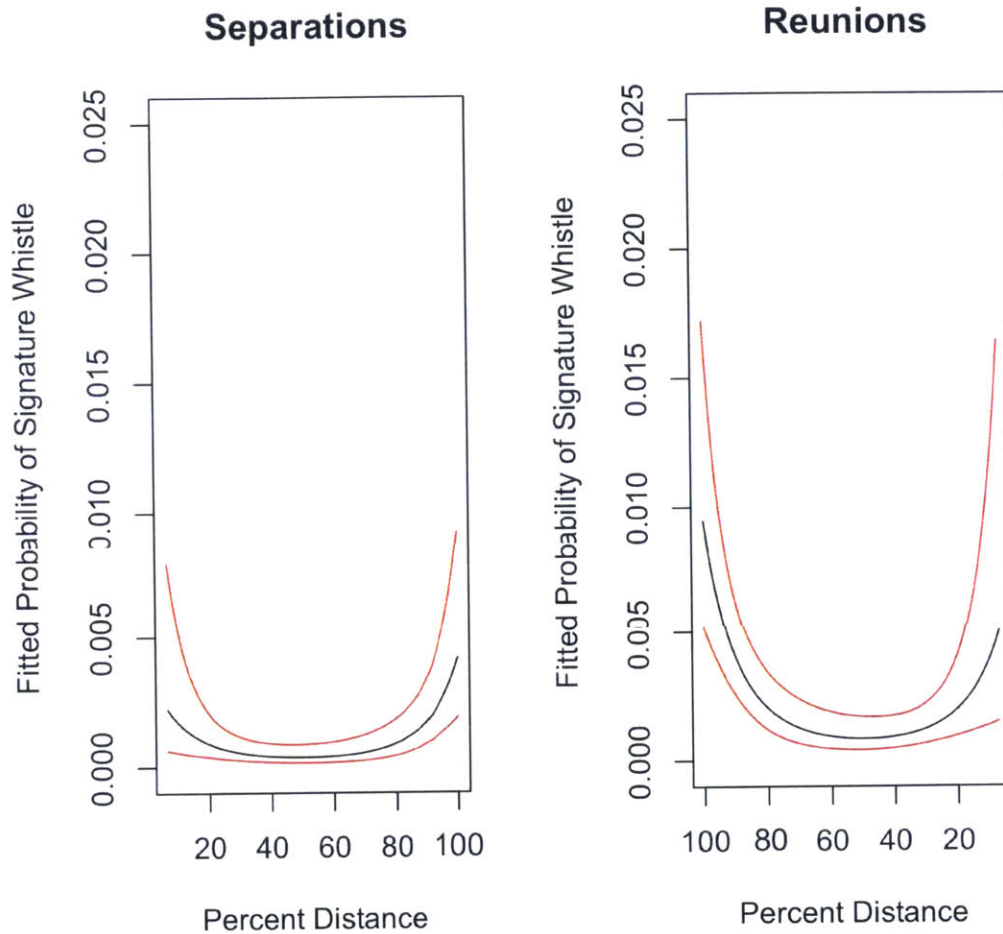 Separations
Fitted Probability of Signature Whistle
0.025
0.020
0.015
0.010
0.005
0.000
20 40 60 80 100
Percent Distance
Reunions
Fitted Probability of Signature Whistle
0.025
0.020
0.015
0.010
0.005
0.000
100 80 60 40 20
Percent Distance